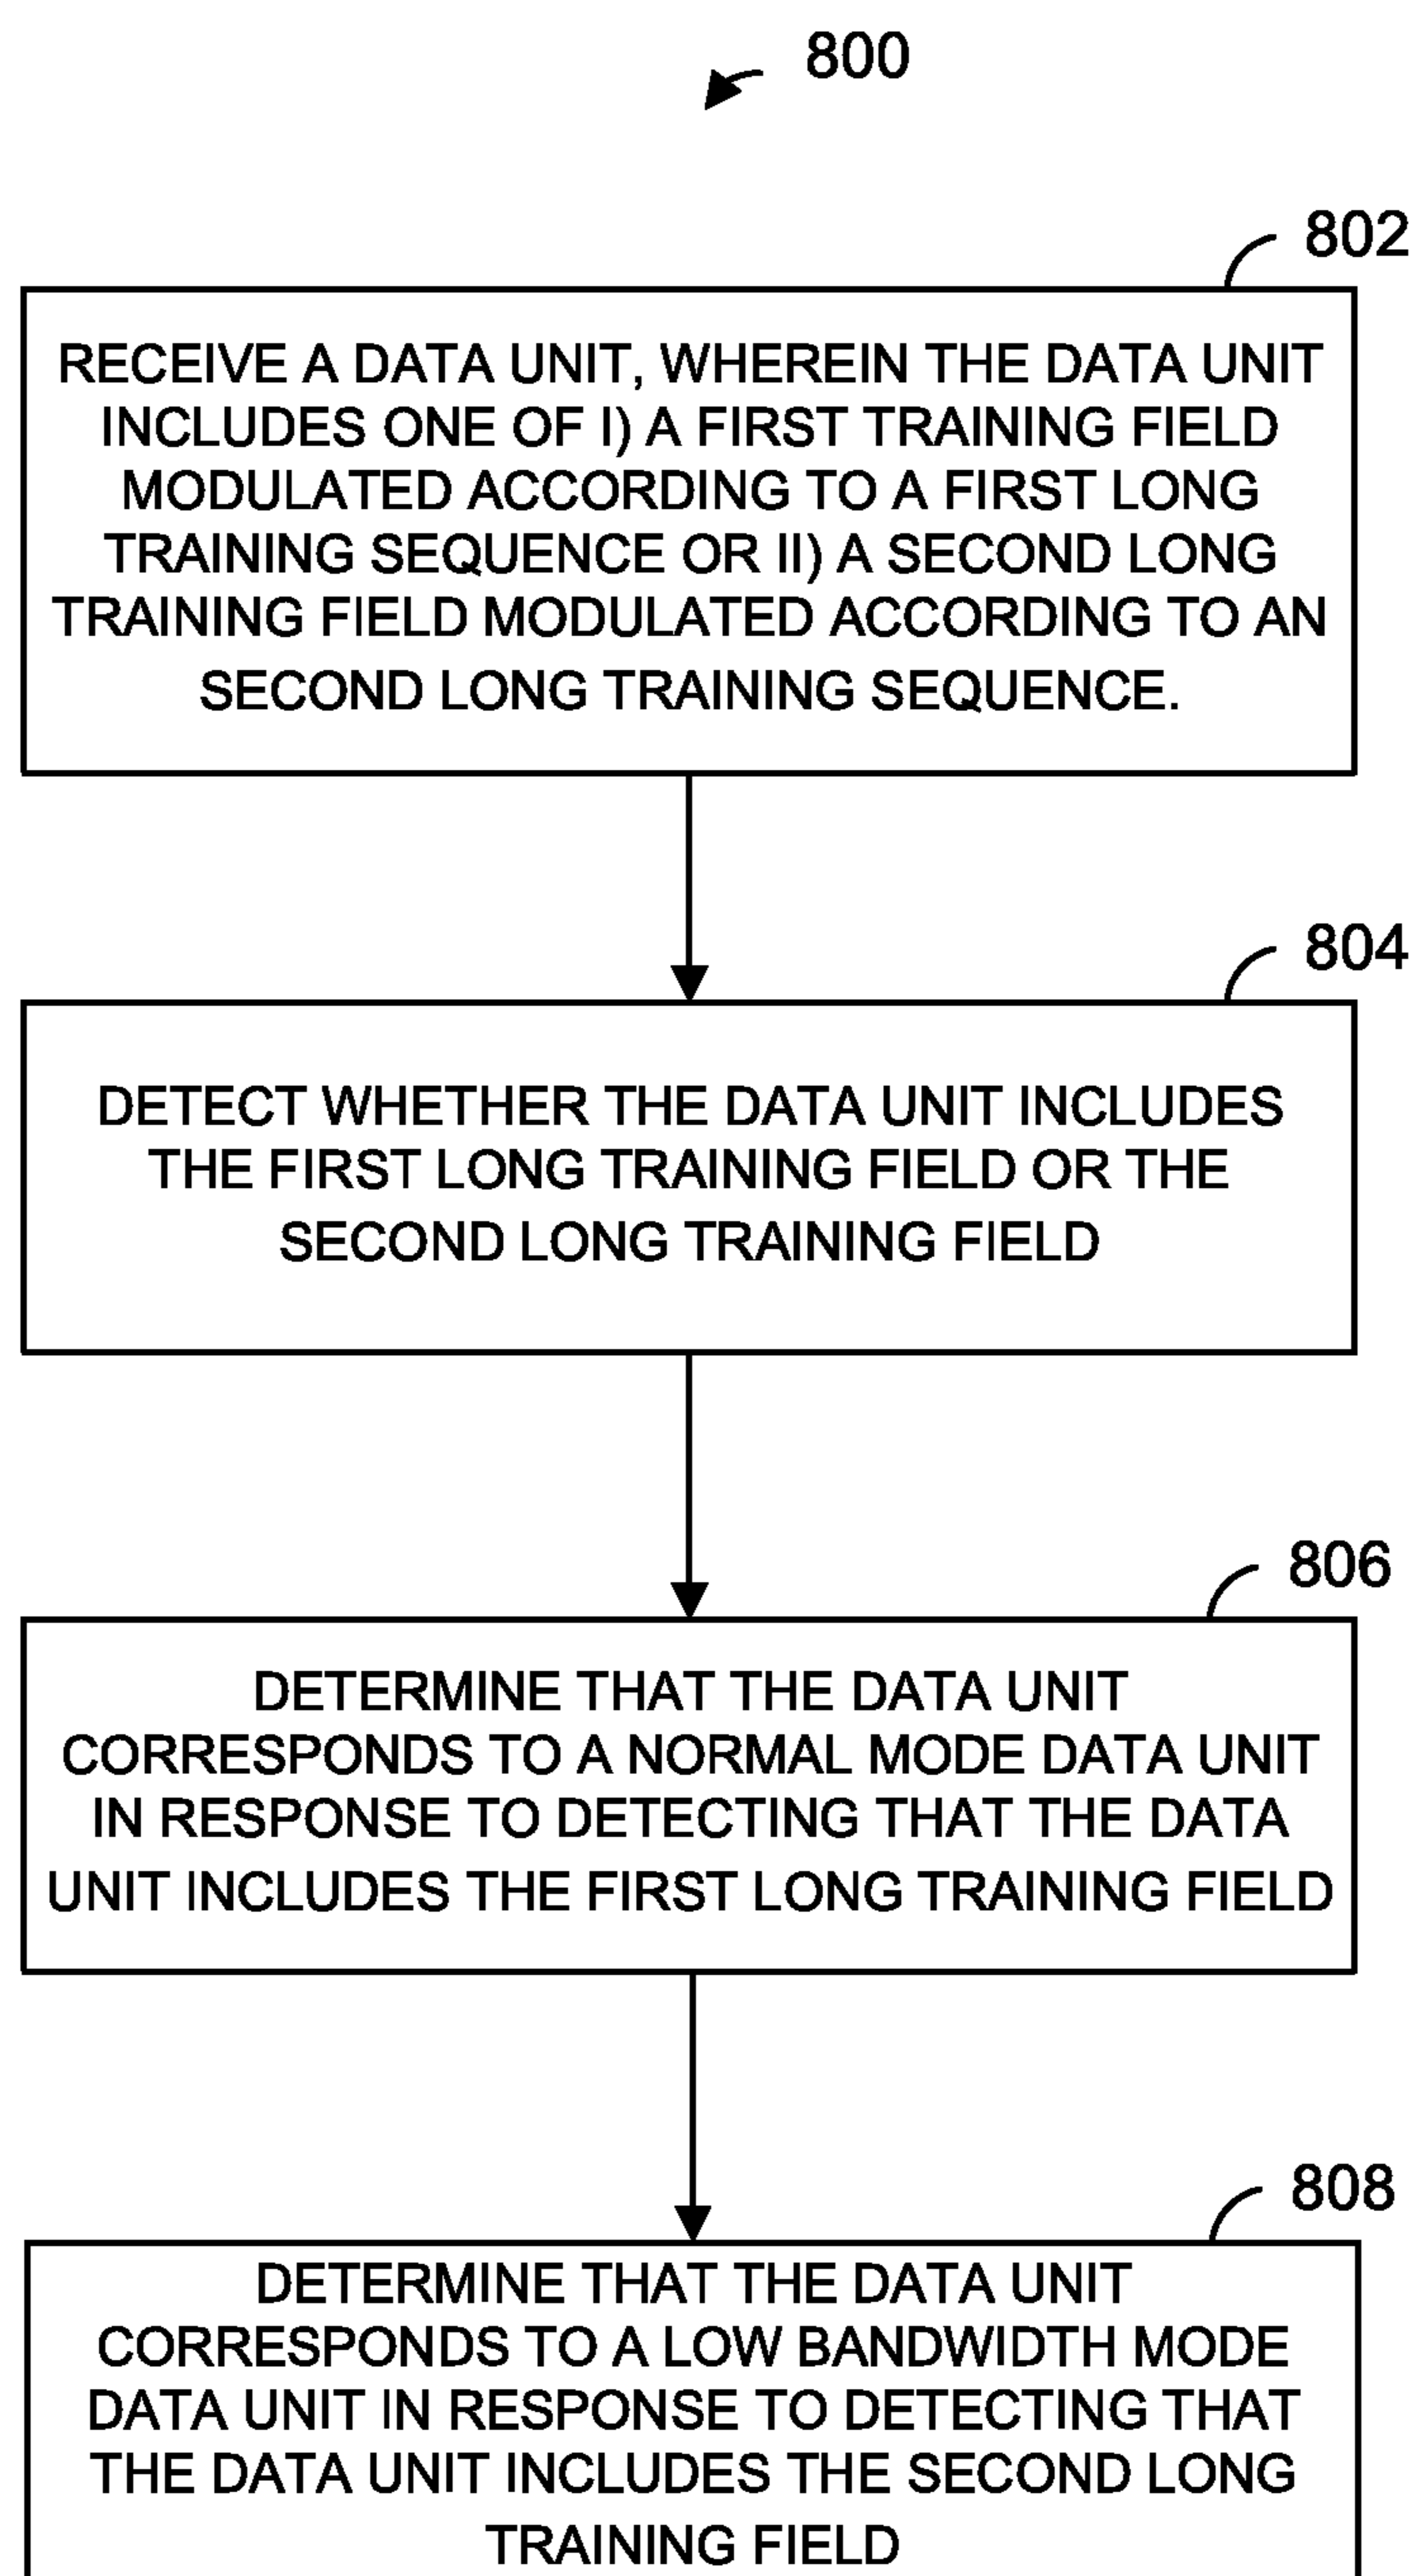 800
802
RECEIVE A DATA UNIT, WHEREIN THE DATA UNIT
INCLUDES ONE OF I) A FIRST TRAINING FIELD
MODULATED ACCORDING TO A FIRST LONG
TRAINING SEQUENCE OR II) A SECOND LONG
TRAINING FIELD MODULATED ACCORDING TO AN
SECOND LONG TRAINING SEQUENCE.
804
DETECT WHETHER THE DATA UNIT INCLUDES
THE FIRST LONG TRAINING FIELD OR THE
SECOND LONG TRAINING FIELD
806
DETERMINE THAT THE DATA UNIT
CORRESPONDS TO A NORMAL MODE DATA UNIT
IN RESPONSE TO DETECTING THAT THE DATA
UNIT INCLUDES THE FIRST LONG TRAINING FIELD
808
DETERMINE THAT THE DATA UNIT
CORRESPONDS TO A LOW BANDWIDTH MODE
DATA UNIT IN RESPONSE TO DETECTING THAT
THE DATA UNIT INCLUDES THE SECOND LONG
TRAINING FIELD